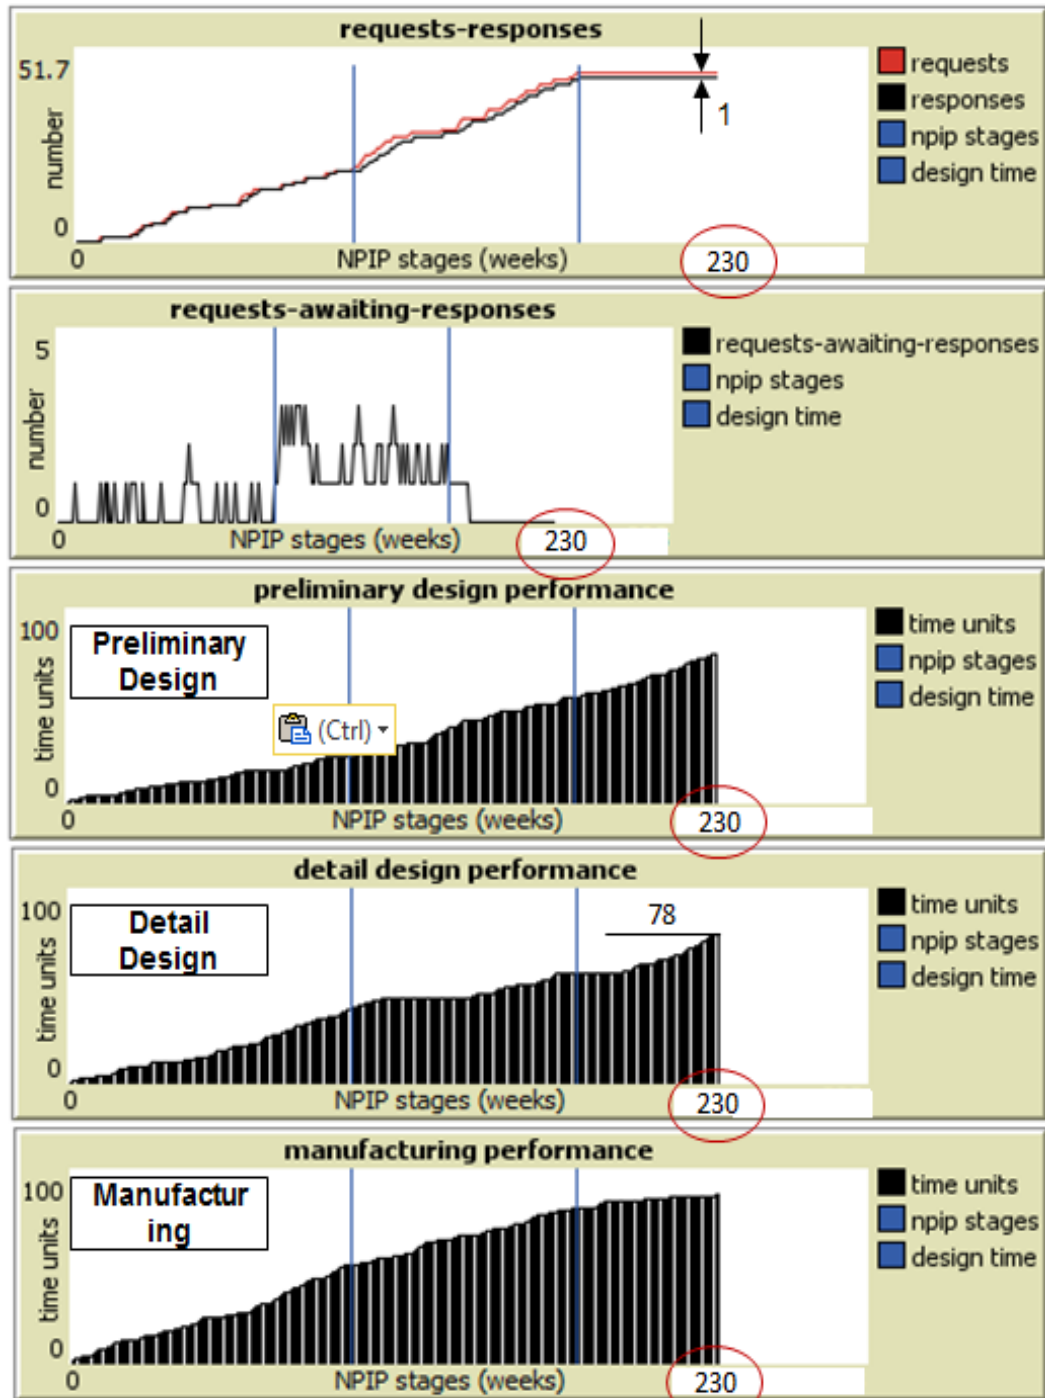 requests-responses
51.7
number
0
0
NPIP stages (weeks)
230
1
requests
responses
npip stages
design time
requests-awaiting-responses
5
number
0
0
NPIP stages (weeks)
230
requests-awaiting-responses
npip stages
design time
preliminary design performance
100
time units
0
Preliminary
Design
(Ctrl)
0
NPIP stages (weeks)
230
time units
npip stages
design time
detail design performance
100
time units
0
Detail
Design
78
0
NPIP stages (weeks)
230
time units
npip stages
design time
manufacturing performance
100
time units
0
Manufactur
ing
0
NPIP stages (weeks)
230
time units
npip stages
design time